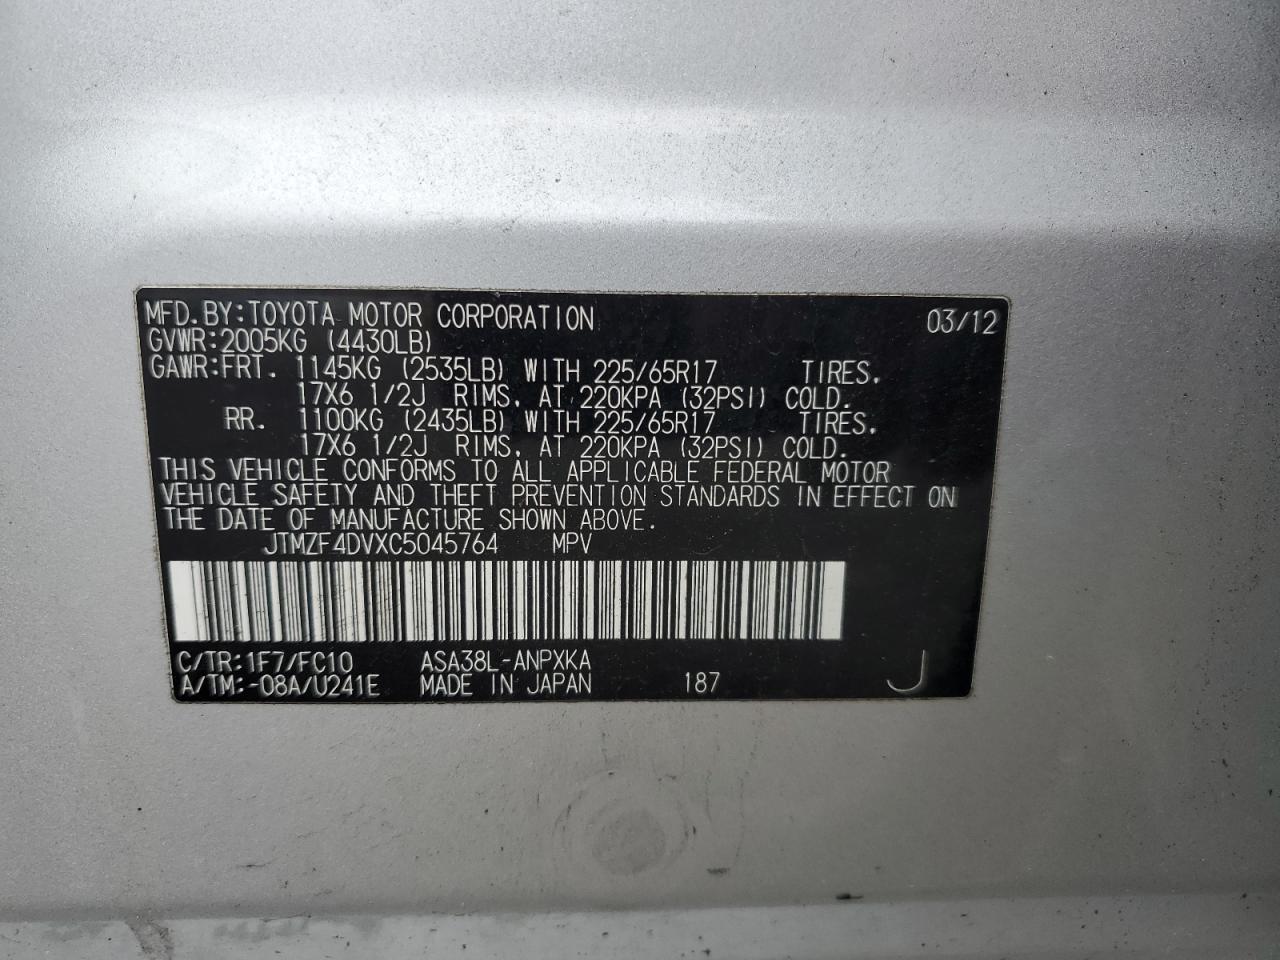 MFD.BY:TOYOTA MOTOR CORPORATION 03/12
GVWR:2005KG (4430LB)
GAWR:FRT. 1145KG (2535LB) WITH 225/65R17 TIRES.
17X6 1/2J RIMS, AT 220KPA (32PSI) COLD.
RR. 1100KG (2435LB) WITH 225/65R17 TIRES,
17X6 1/2J RIMS, AT 220KPA (32PSI) COLD.
THIS VEHICLE CONFORMS TO ALL APPLICABLE FEDERAL MOTOR
VEHICLE SAFETY AND THEFT PREVENTION STANDARDS IN EFFECT ON
THE DATE OF MANUFACTURE SHOWN ABOVE.
JTMZF4DVXC5045764 MPV
C/TR:1F7/FC10 ASA38L-ANPXKA
A/TM:-08A/U241E MADE IN JAPAN 187 J